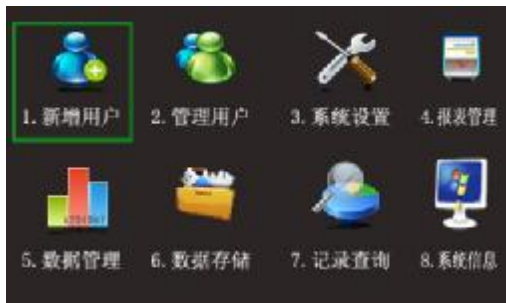 1. 新增用户 2. 管理用户 3. 系统设置 4. 报表管理
5. 数据管理 6. 数据存储 7. 记录查询 8. 系统信息